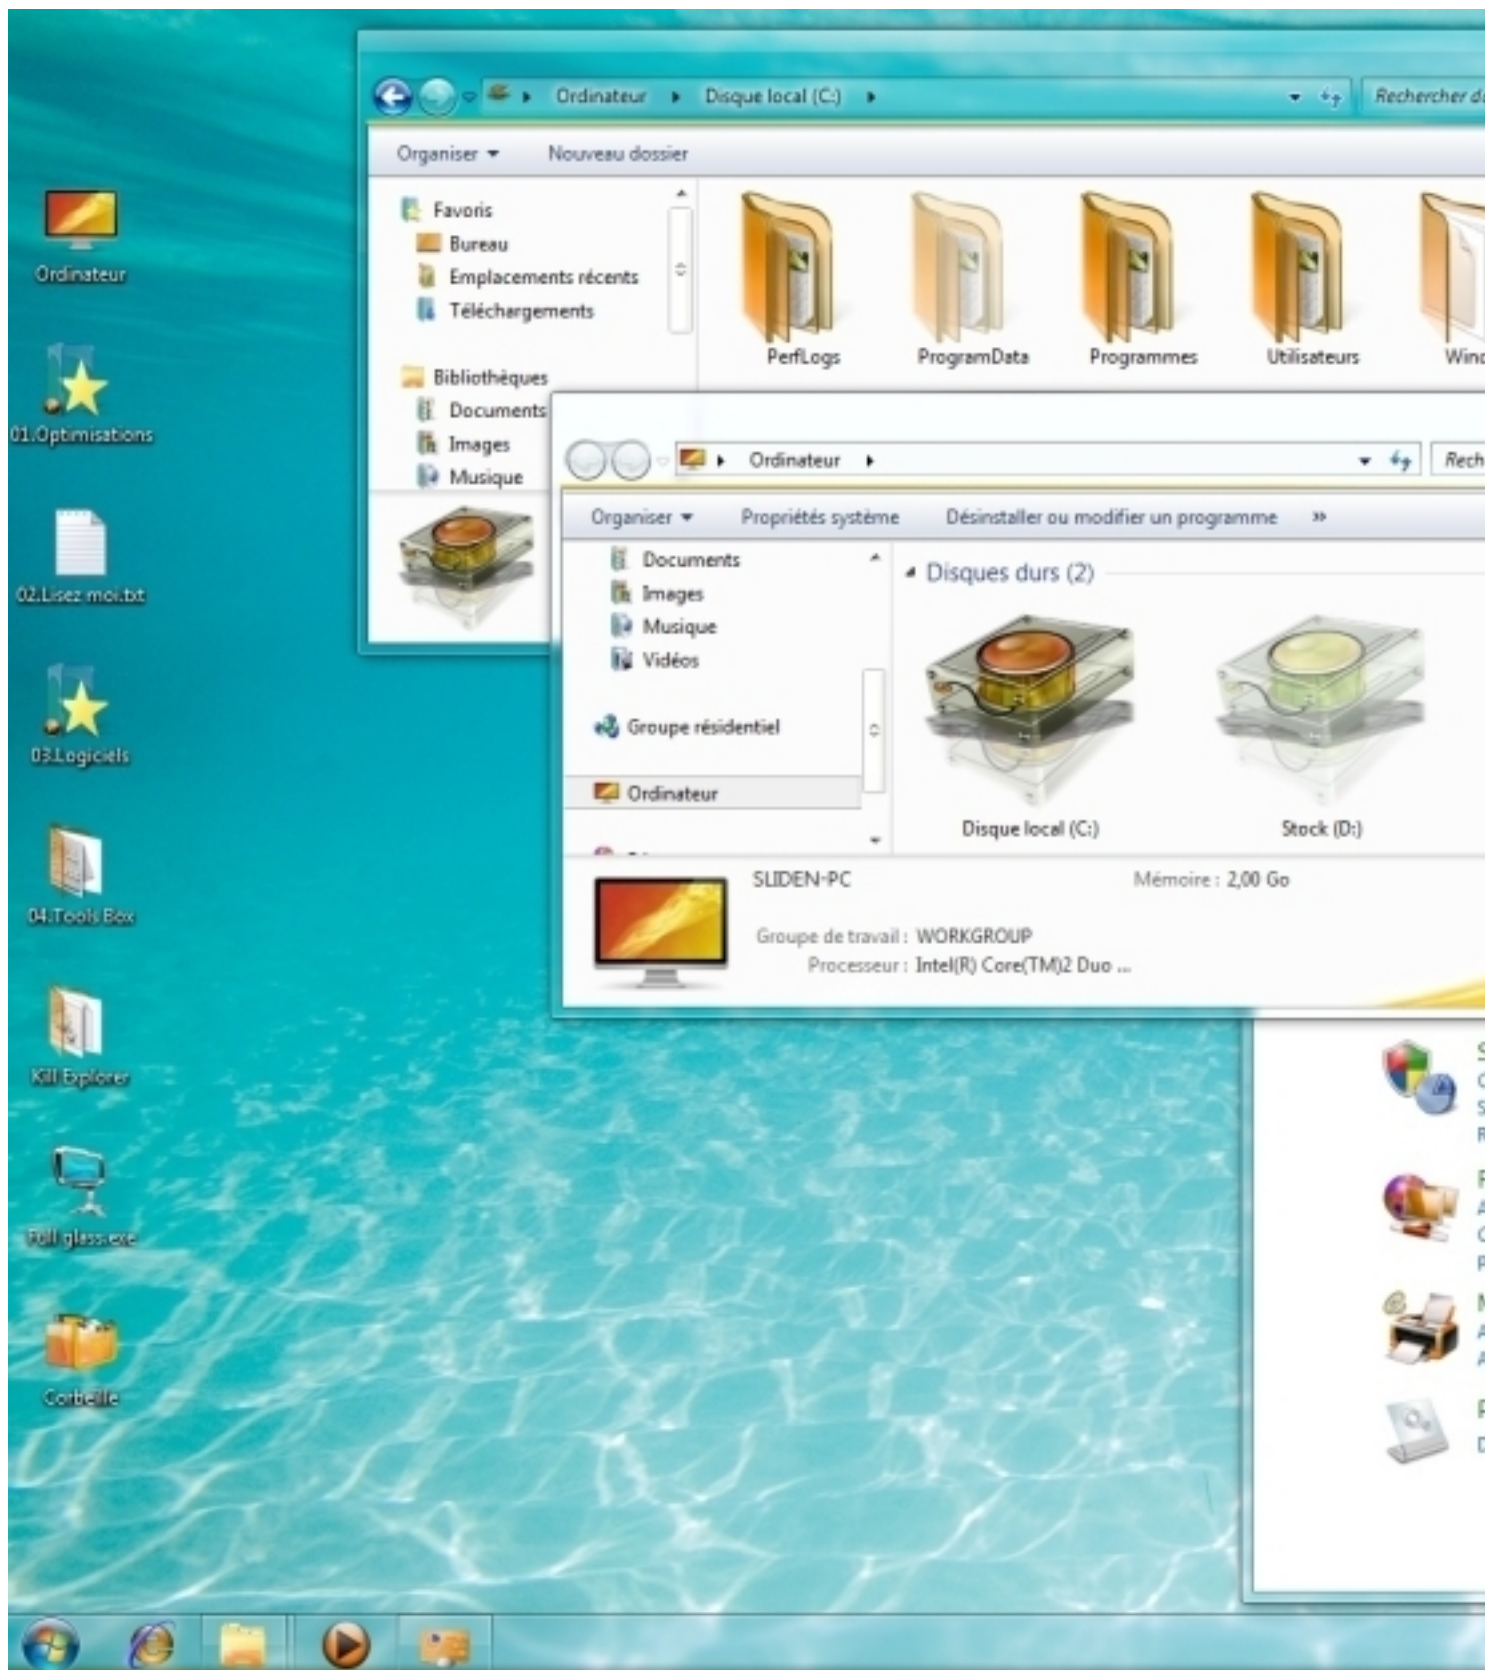 Ordinateur
01.Optimisations
02.Lisez moi.txt
03.Logiciels
04.Tools Box
Kill Explorer
Full glass.exe
Corbeille
Ordinateur Disque local (C:)
Rechercher
Organiser Nouveau dossier
Favoris
Bureau
Emplacements récents
Téléchargements
Bibliothèques
Documents
Images
Musique
PerfLogs ProgramData Programmes Utilisateurs
Ordinateur
Organiser Propriétés système Désinstaller ou modifier un programme »
Documents
Images
Musique
Vidéos
Groupe résidentiel
Ordinateur
Disques durs (2)
Disque local (C:) Stock (D:)
SLIDEN-PC Mémoire : 2,00 Go
Groupe de travail : WORKGROUP
Processeur : Intel(R) Core(TM)2 Duo ...